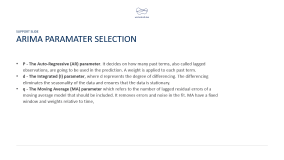 SUPPORT SLIDE
ARIMA PARAMATER SELECTION
• P - The Auto-Regressive (AR) parameter. It decides on how many past terms, also called lagged
observations, are going to be used in the prediction. A weight is applied to each past term.
• d - The Integrated (I) parameter, where d represents the degree of differencing. The differencing
eliminates the seasonality of the data and ensures that the data is stationary.
• q - The Moving Average (MA) parameter which refers to the number of lagged residual errors of a
moving average model that should be included. It removes errors and noise in the fit. MA have a fixed
window and weights relative to time.